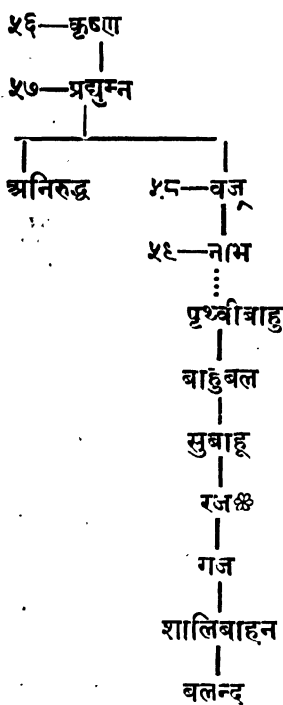 ५६—कृष्ण
५७—प्रद्युम्न
अनिरुद्ध ५८—वज्र
५९—नाभ
पृथ्वीबाहु
बाहुबल
सुबाहू
रज❀
गज
शालिबाहन
बलन्द